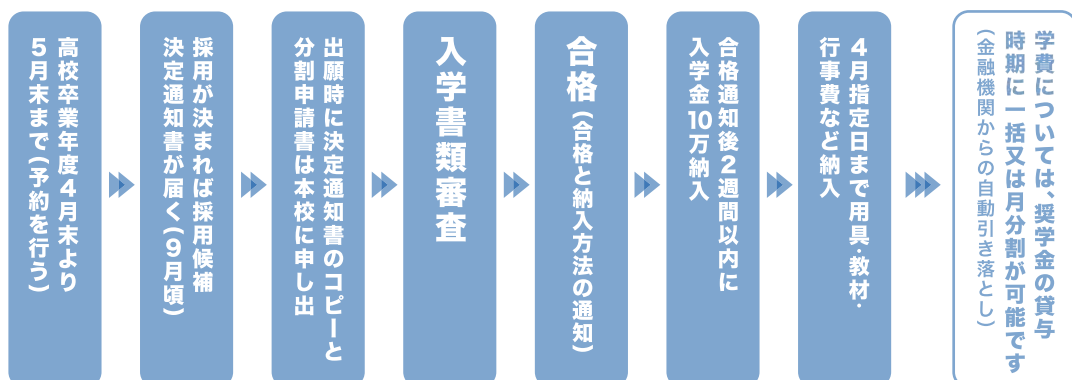 高校卒業年度4月末より
5月末まで(予約を行う)
採用が決まれば採用候補
決定通知書が届く(9月頃)
出願時に決定通知書のコピーと
分割申請書は本校に申し出
入学書類審査
合格(合格と納入方法の通知)
合格通知後2週間以内に
入学金10万納入
4月指定日まで用具・教材・
行事費など納入
学費については、奨学金の貸与
時期に一括又は月分割が可能です
(金融機関からの自動引き落とし)